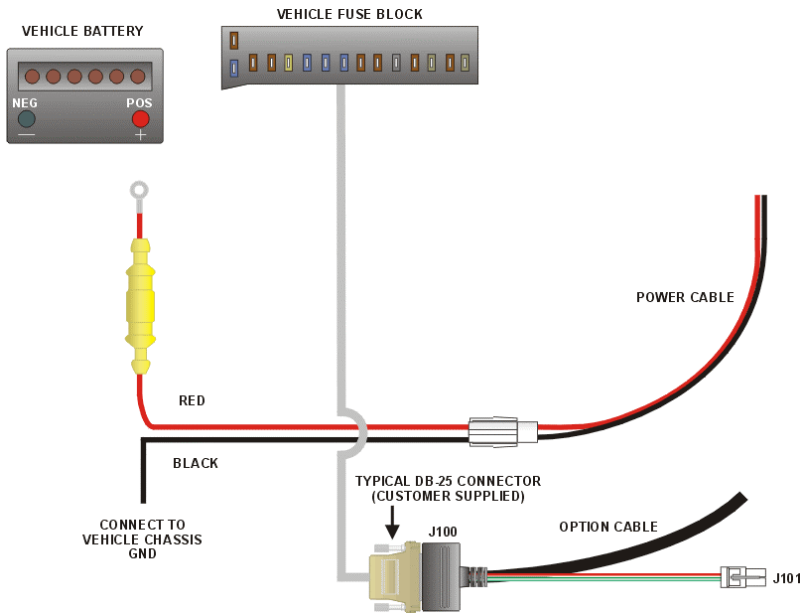 VEHICLE FUSE BLOCK
VEHICLE BATTERY
NEG POS
— +
POWER CABLE
RED
BLACK
TYPICAL DB-25 CONNECTOR
(CUSTOMER SUPPLIED)
CONNECT TO
VEHICLE CHASSIS
GND
J100
OPTION CABLE
J101